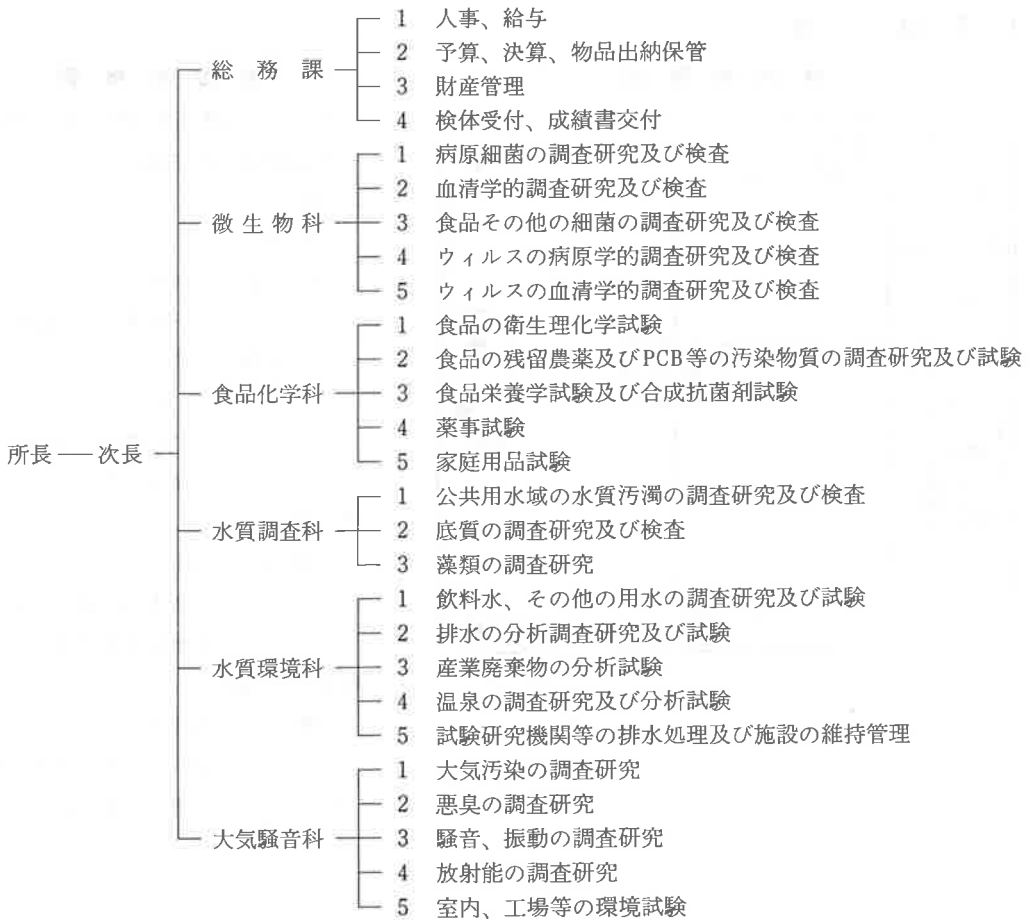 総務課
1 人事、給与
2 予算、決算、物品出納保管
3 財産管理
4 検体受付、成績書交付
微生物科
1 病原細菌の調査研究及び検査
2 血清学的調査研究及び検査
3 食品その他の細菌の調査研究及び検査
4 ウィルスの病原学的調査研究及び検査
5 ウィルスの血清学的調査研究及び検査
食品化学科
1 食品の衛生理化学試験
2 食品の残留農薬及びPCB等の汚染物質の調査研究及び試験
3 食品栄養学試験及び合成抗菌剤試験
4 薬事試験
5 家庭用品試験
所長 次長
水質調査科
1 公共用水域の水質汚濁の調査研究及び検査
2 底質の調査研究及び検査
3 藻類の調査研究
水質環境科
1 飲料水、その他の用水の調査研究及び試験
2 排水の分析調査研究及び試験
3 産業廃棄物の分析試験
4 温泉の調査研究及び分析試験
5 試験研究機関等の排水処理及び施設の維持管理
大気騒音科
1 大気汚染の調査研究
2 悪臭の調査研究
3 騒音、振動の調査研究
4 放射能の調査研究
5 室内、工場等の環境試験